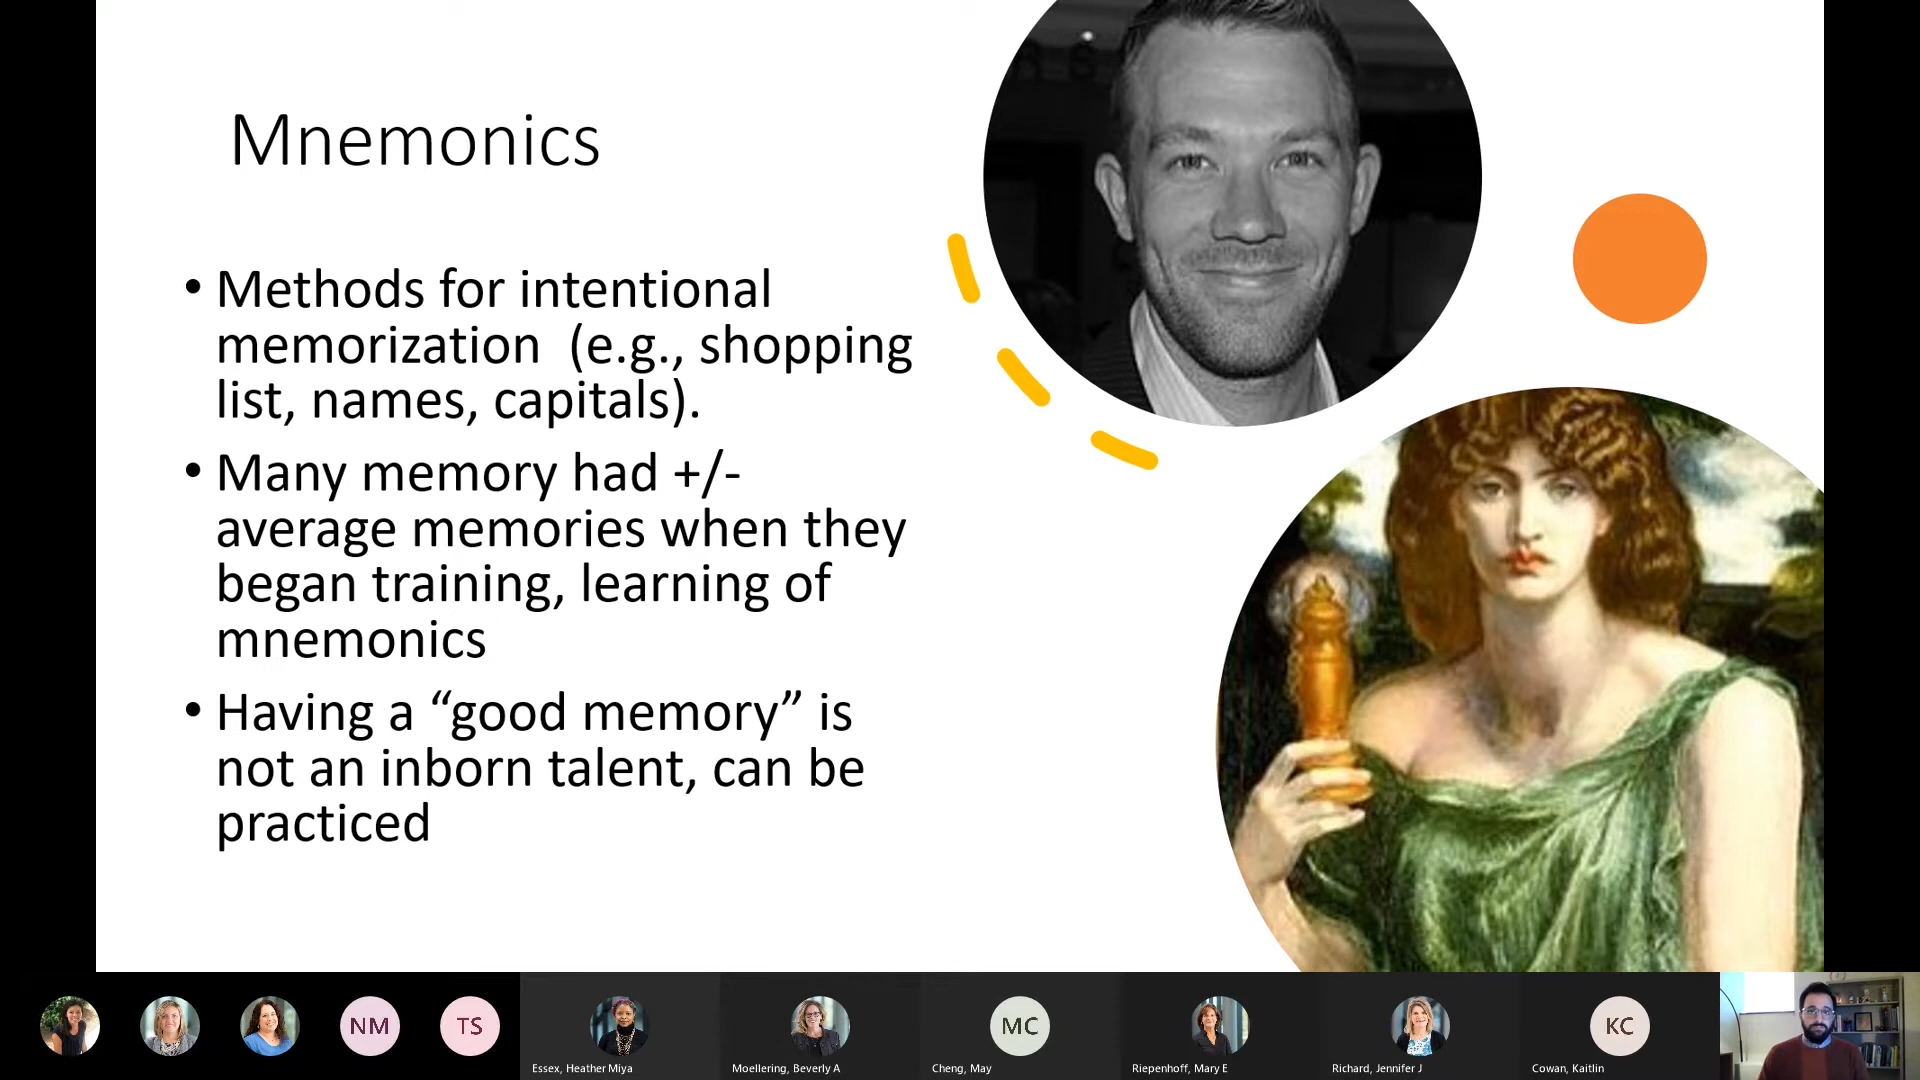 Mnemonics
• Methods for intentional
memorization  (e.g., shopping
list, names, capitals).
• Many memory had +/-
average memories when they
began training, learning of
mnemonics
• Having a “good memory” is
not an inborn talent, can be
practiced
NM
TS
MC
KC
Essex, Heather Miya
Moellering, Beverly A
Cheng, May
Riepenhoff, Mary E
Richard, Jennifer J
Cowan, Kaitlin